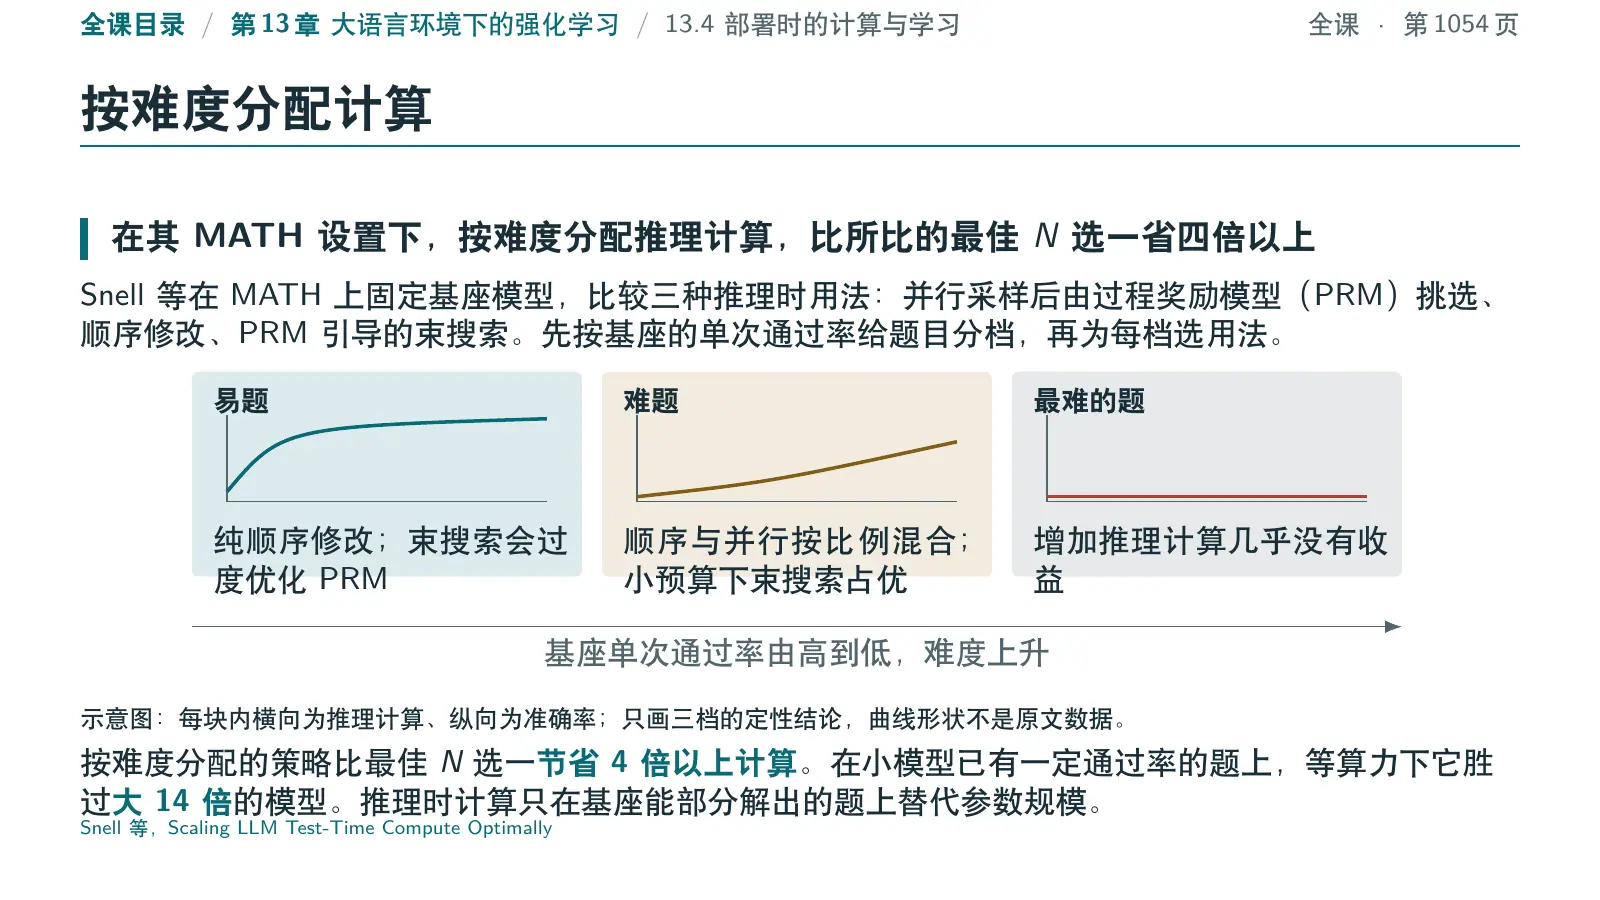 全课目录 / 第13章 大语言环境下的强化学习 / 13.4 部署时的计算与学习
全课 · 第1054页
按难度分配计算
在其 MATH 设置下，按难度分配推理计算，比所比的最佳 N 选一省四倍以上
Snell 等在 MATH 上固定基座模型，比较三种推理时用法：并行采样后由过程奖励模型（PRM）挑选、
顺序修改、PRM 引导的束搜索。先按基座的单次通过率给题目分档，再为每档选用法。
易题
纯顺序修改；束搜索会过
度优化 PRM
难题
顺序与并行按比例混合；
小预算下束搜索占优
最难的题
增加推理计算几乎没有收
益
基座单次通过率由高到低，难度上升
示意图：每块内横向为推理计算、纵向为准确率；只画三档的定性结论，曲线形状不是原文数据。
按难度分配的策略比最佳 N 选一节省 4 倍以上计算。在小模型已有一定通过率的题上，等算力下它胜
过大 14 倍的模型。推理时计算只在基座能部分解出的题上替代参数规模。
Snell 等，Scaling LLM Test-Time Compute Optimally